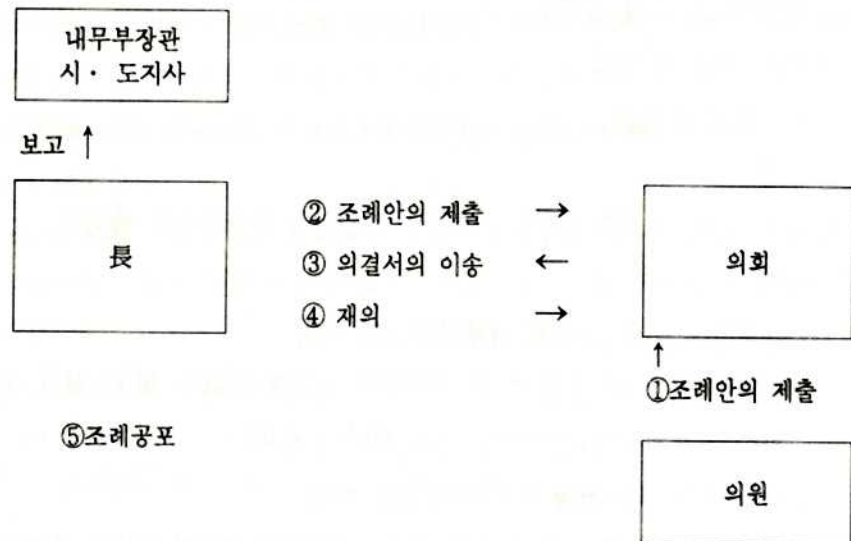 내무부장관
시· 도지사
보고 ↑
長
② 조례안의 제출 →
③ 의결서의 이송 ←
④ 재의 →
의회
↑
①조례안의 제출
⑤조례공포
의원